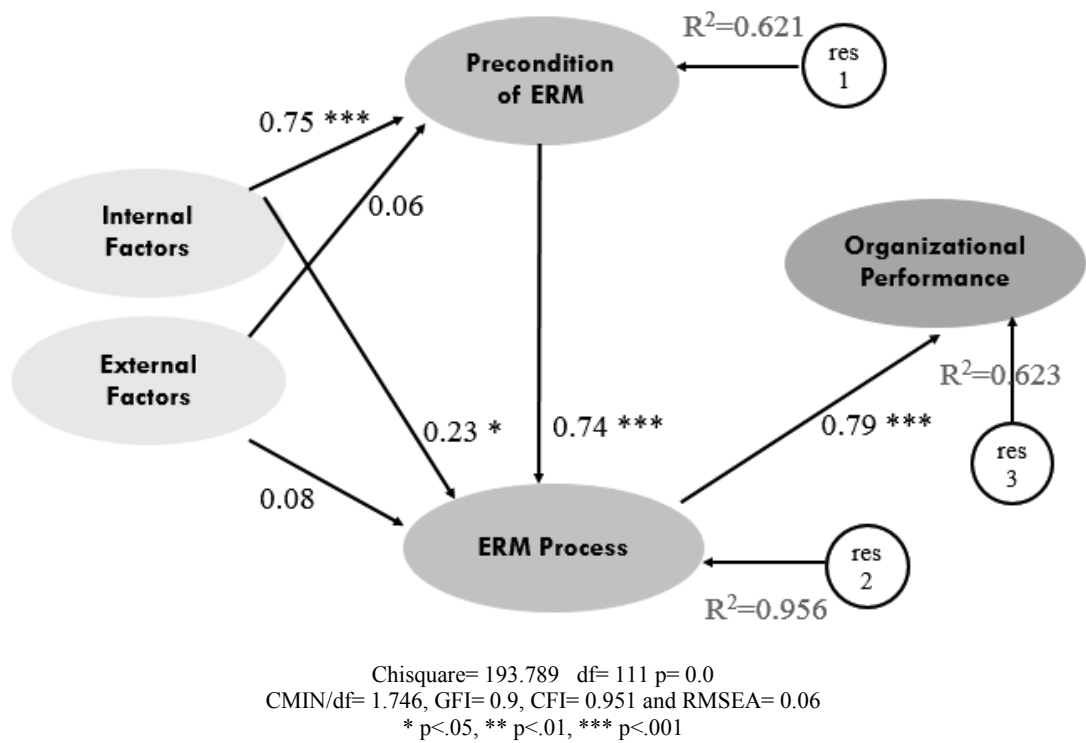 R²=0.621
res
1
Precondition
of ERM
0.75 ***
0.06
Internal
Factors
Organizational
Performance
External
Factors
R²=0.623
0.23 *
0.74 ***
0.79 ***
res
3
0.08
ERM Process
res
2
R²=0.956
Chisquare= 193.789 df= 111 p= 0.0
CMIN/df= 1.746, GFI= 0.9, CFI= 0.951 and RMSEA= 0.06
* p<.05, ** p<.01, *** p<.001